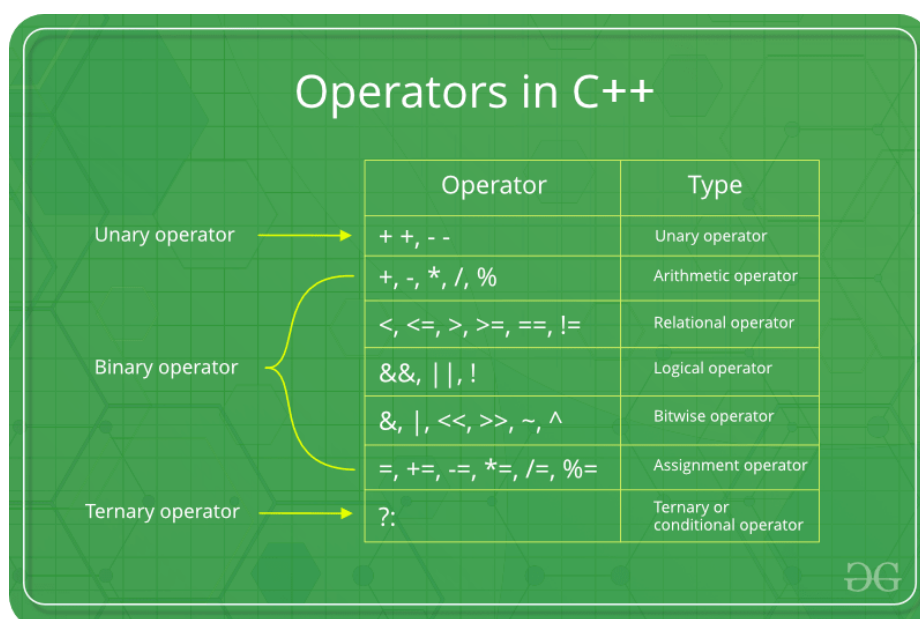 Operators in C++
Operator Type
Unary operator + +, - - Unary operator
+, -, *, /, % Arithmetic operator
<, <=, >, >=, ==, != Relational operator
Binary operator &&, ||, ! Logical operator
&, |, <<, >>, ~, ^ Bitwise operator
=, +=, -=, *=, /=, %= Assignment operator
Ternary operator ?: Ternary or
conditional operator